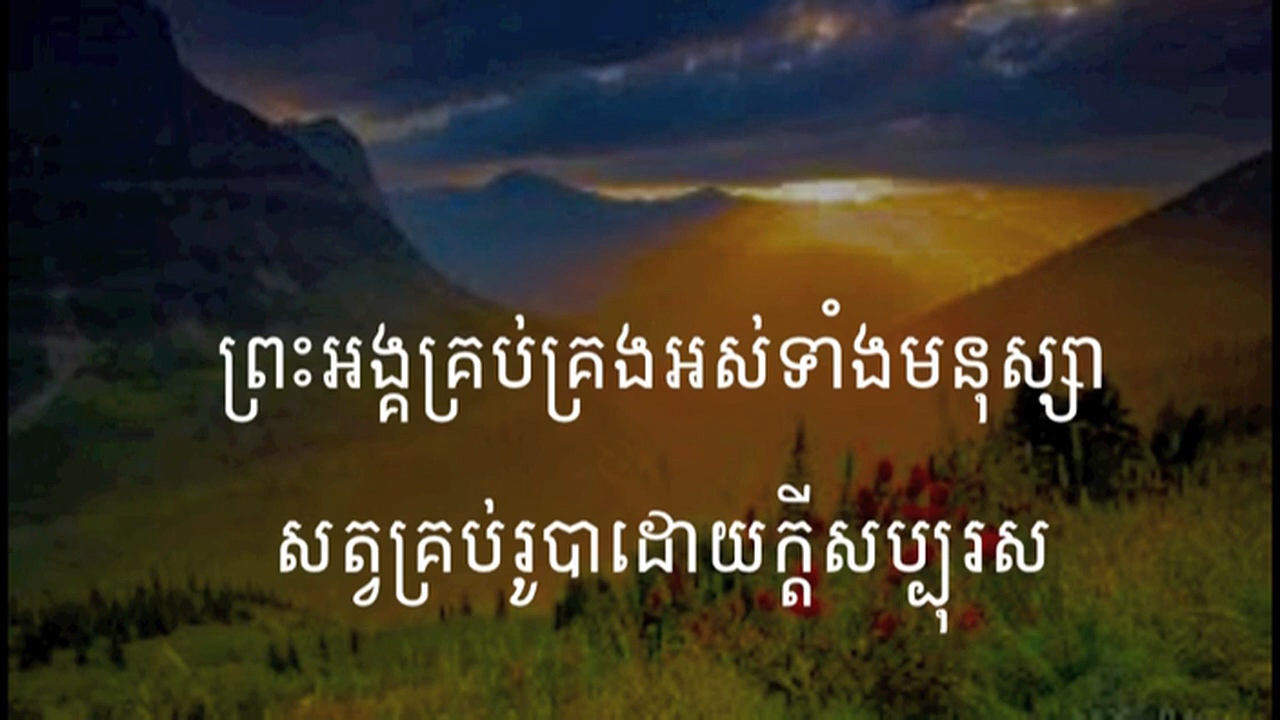 ព្រះអង្គគ្រប់គ្រងអស់ទាំងមនុស្សា
សត្វគ្រប់រូបាដោយក្ដីសប្បុរស